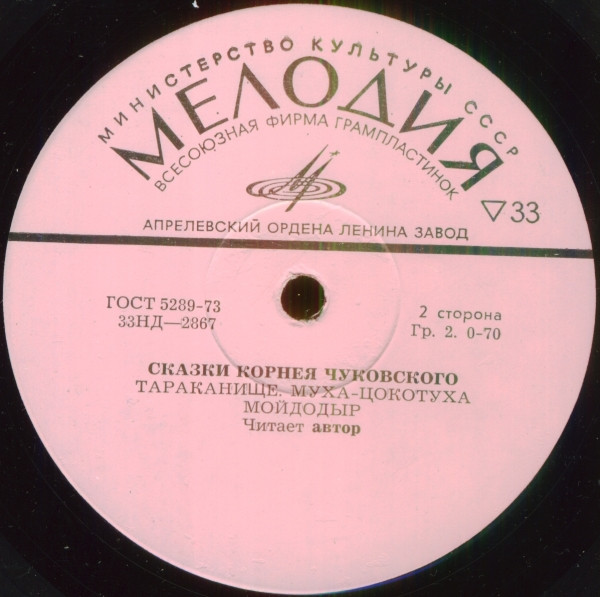 МИНИСТЕРСТВО КУЛЬТУРЫ СССР
МЕЛОДИЯ
ВСЕСОЮЗНАЯ ФИРМА ГРАМПЛАСТИНОК
33
АПРЕЛЕВСКИЙ ОРДЕНА ЛЕНИНА ЗАВОД
ГОСТ 5289-73
33НД—2867
2 сторона
Гр. 2. 0-70
СКАЗКИ КОРНЕЯ ЧУКОВСКОГО
ТАРАКАНИЩЕ. МУХА-ЦОКОТУХА
МОЙДОДЫР
Читает автор